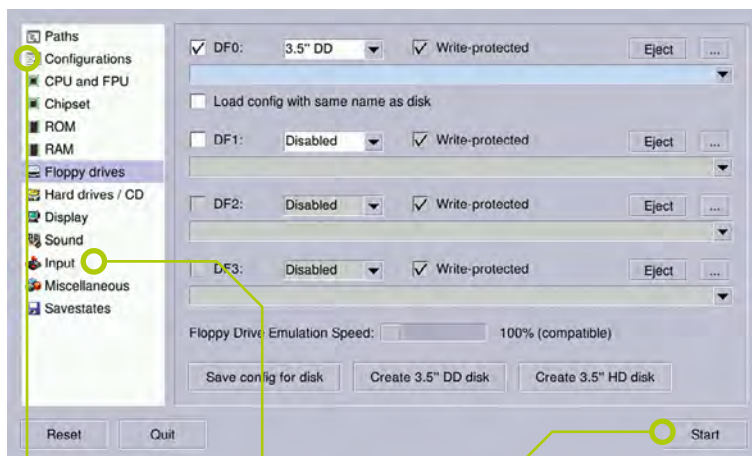 Paths
Configurations
CPU and FPU
Chipset
ROM
RAM
Floppy drives
Hard drives / CD
Display
Sound
Input
Miscellaneous
Savestates
DF0: 3.5" DD Write-protected Eject ...
Load config with same name as disk
DF1: Disabled Write-protected Eject ...
DF2: Disabled Write-protected Eject ...
DF3: Disabled Write-protected Eject ...
Floppy Drive Emulation Speed: 100% (compatible)
Save config for disk Create 3.5" DD disk Create 3.5" HD disk
Reset Quit Start